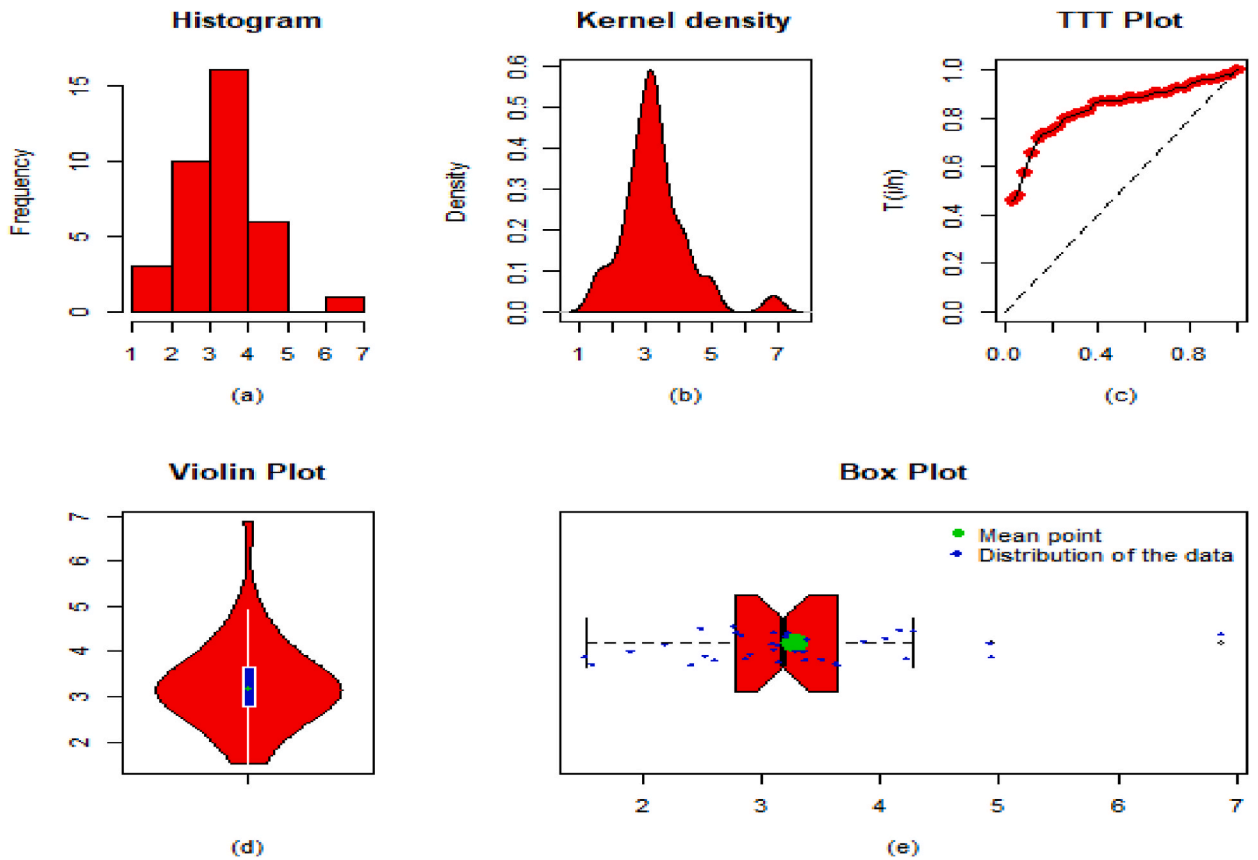 Histogram
Frequency
15
10
5
0
1 2 3 4 5 6 7
(a)
Kernel density
Density
0.6
0.5
0.4
0.3
0.2
0.1
0.0
1 3 5 7
(b)
TTT Plot
T(i/n)
1.0
0.8
0.6
0.4
0.2
0.0
0.0 0.4 0.8
(c)
Violin Plot
7
6
5
4
3
2
(d)
Box Plot
Mean point
Distribution of the data
2 3 4 5 6 7
(e)